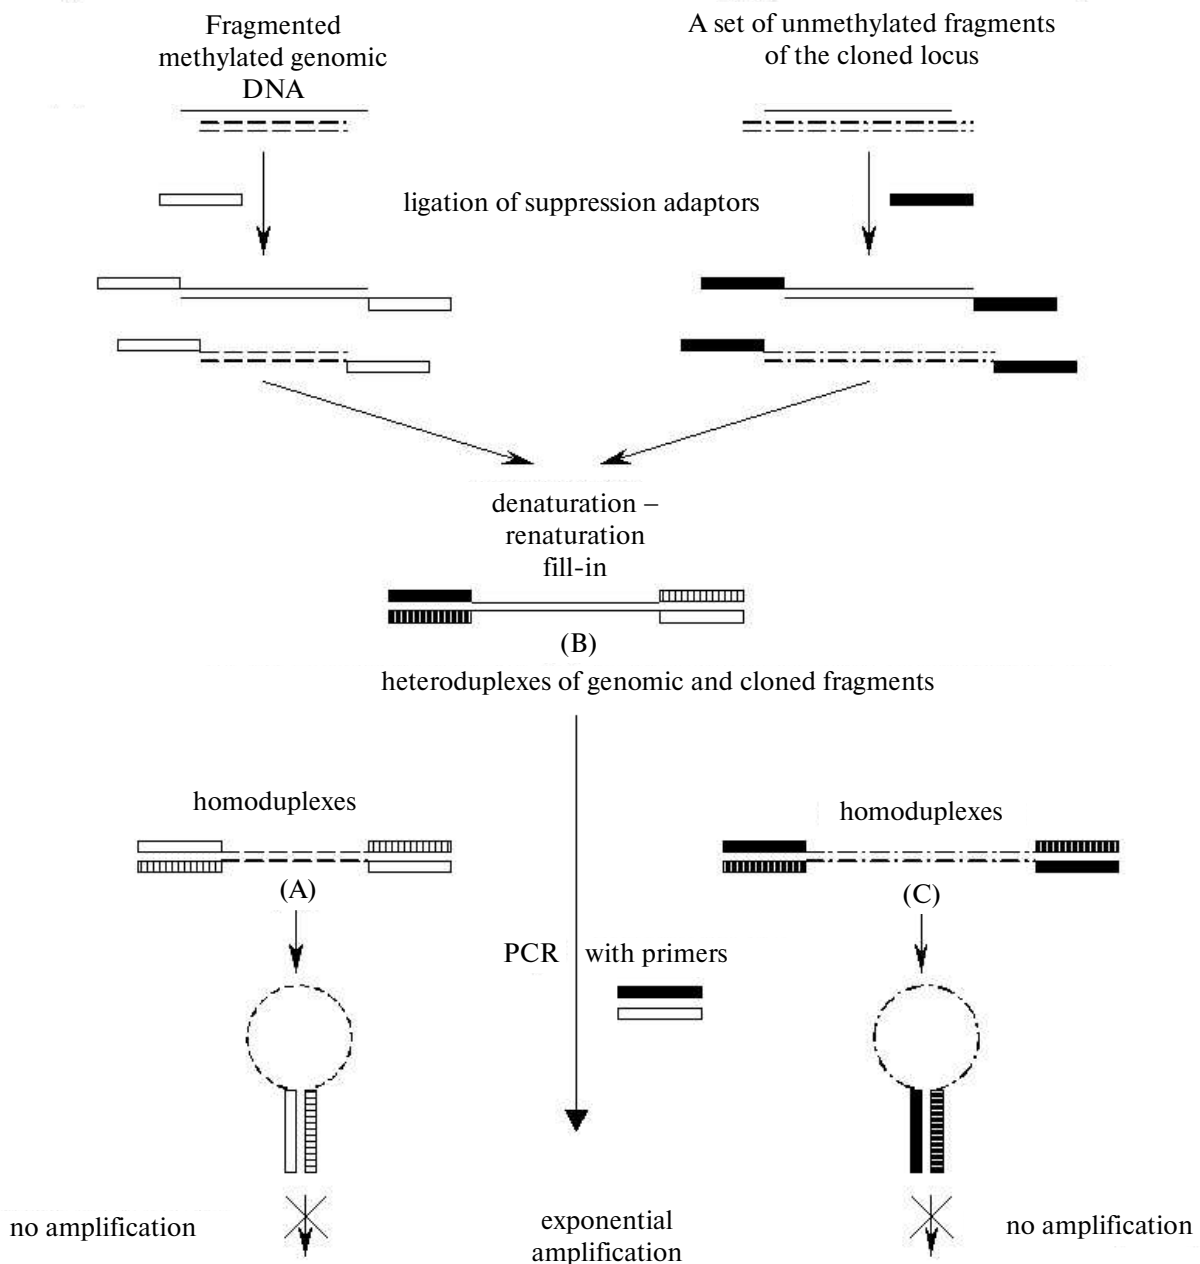 Fragmented
methylated genomic
DNA
A set of unmethylated fragments
of the cloned locus
ligation of suppression adaptors
denaturation –
renaturation
fill-in
(B)
heteroduplexes of genomic and cloned fragments
homoduplexes
(A)
homoduplexes
(C)
PCR with primers
no amplification
exponential
amplification
no amplification